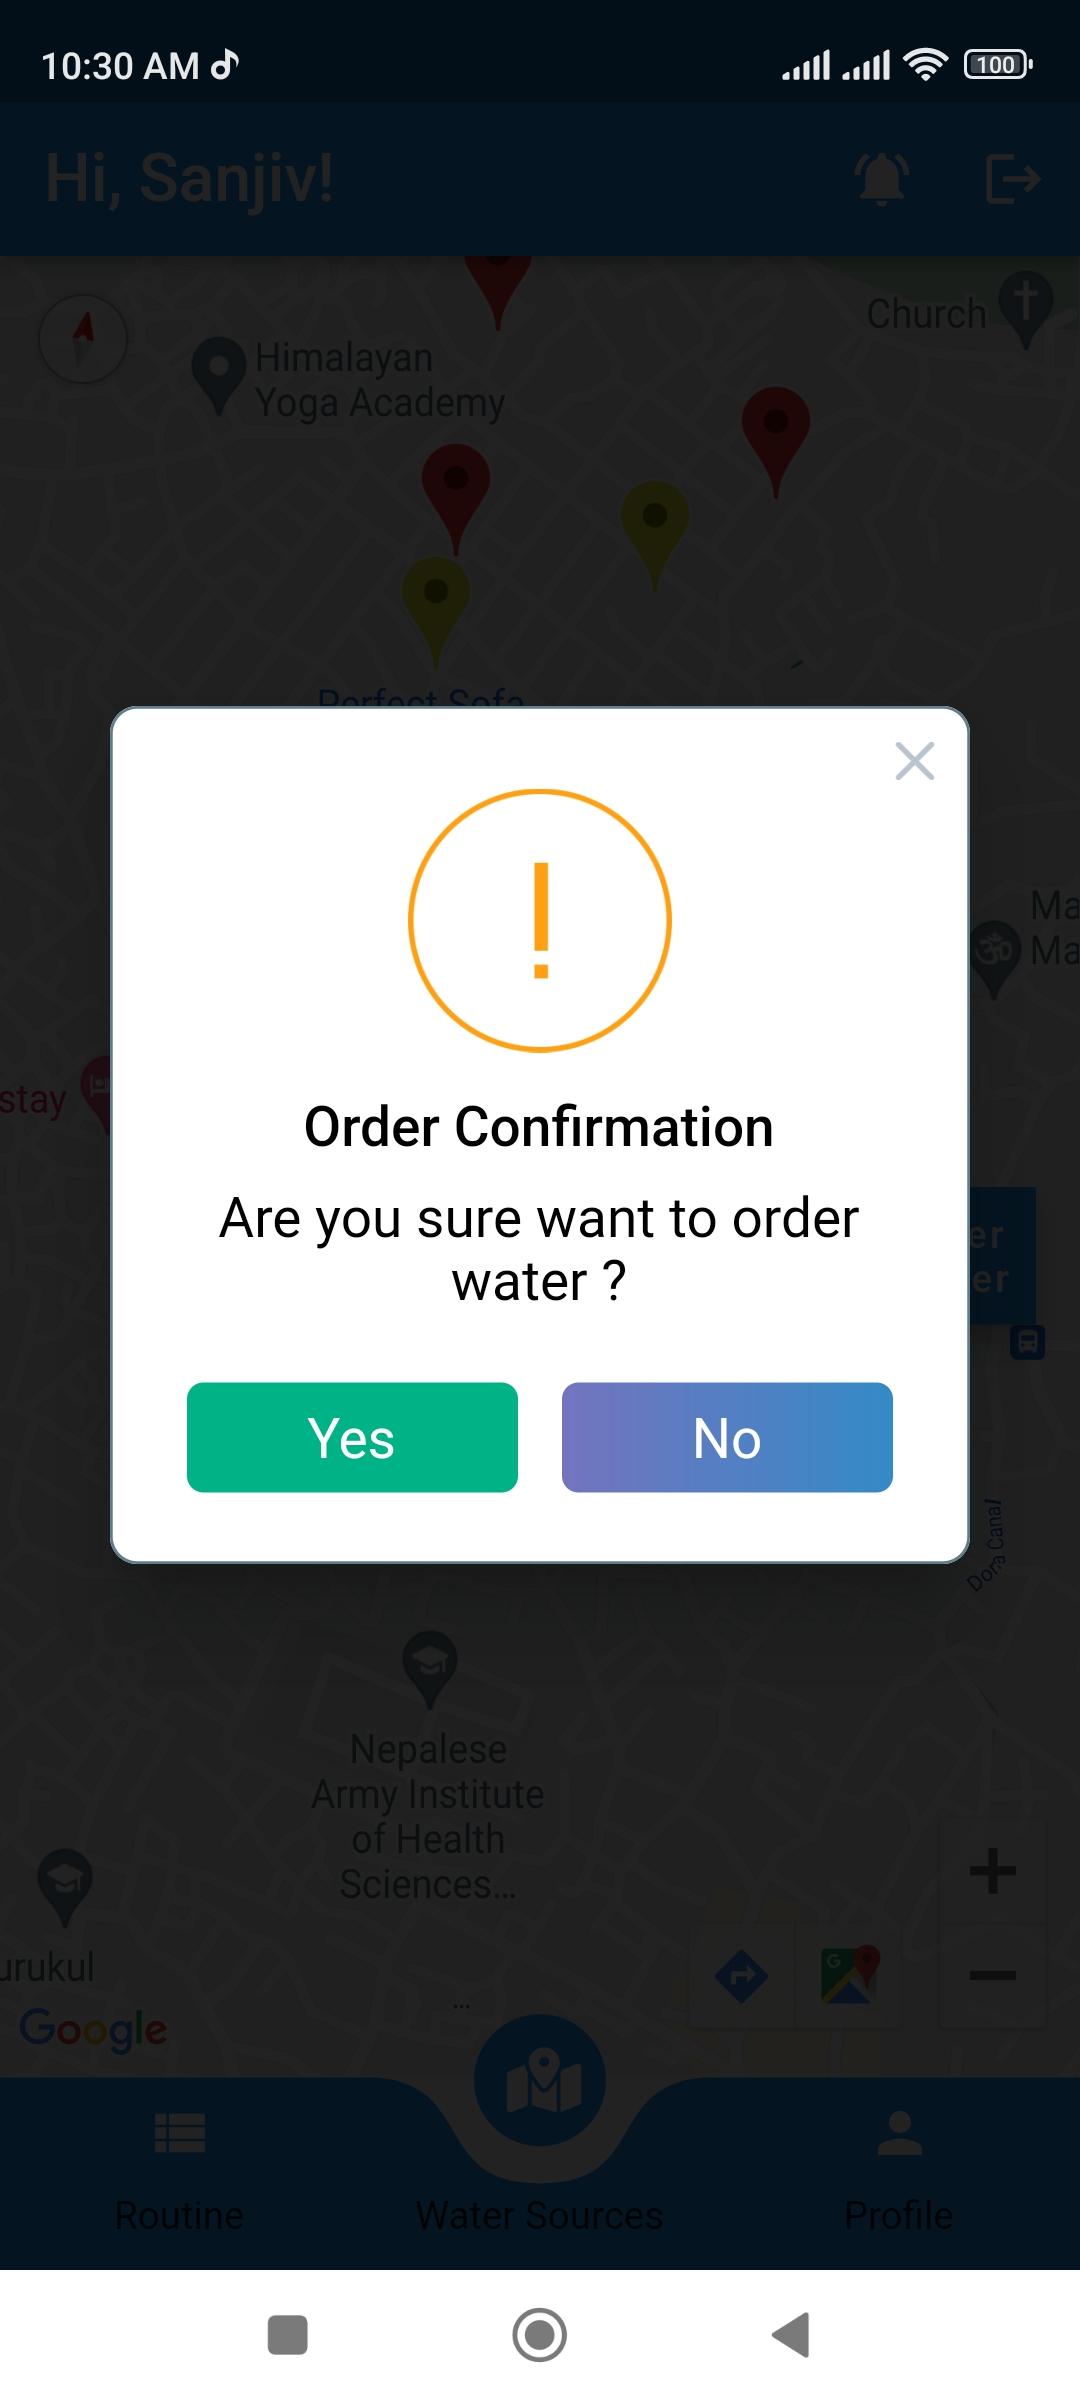 10:30 AM
100
Hi, Sanjiv!
Church
Himalayan
Yoga Academy
Perfect Sofa
Order Confirmation
Are you sure want to order
water ?
Yes
No
Ma
Ma
ॐ
stay
er
er
Dora Canal
Nepalese
Army Institute
of Health
Sciences...
urukul
...
G
Google
Routine
Water Sources
Profile